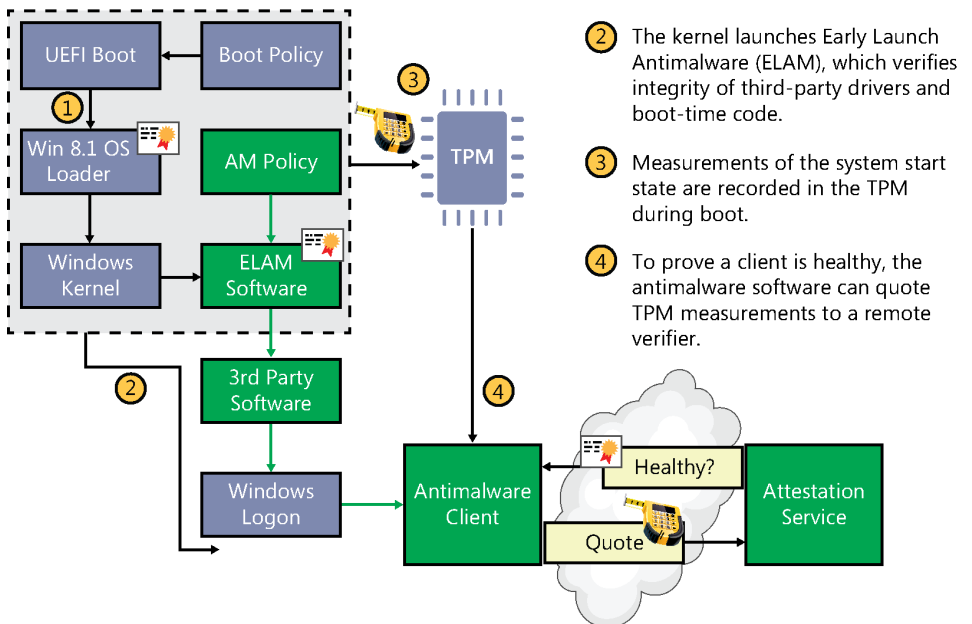 UEFI Boot
Boot Policy
1
Win 8.1 OS
Loader
AM Policy
Windows
Kernel
ELAM
Software
3
TPM
2
3rd Party
Software
4
Windows
Logon
Antimalware
Client
Healthy?
Quote
Attestation
Service
2 The kernel launches Early Launch
Antimalware (ELAM), which verifies
integrity of third-party drivers and
boot-time code.
3 Measurements of the system start
state are recorded in the TPM
during boot.
4 To prove a client is healthy, the
antimalware software can quote
TPM measurements to a remote
verifier.